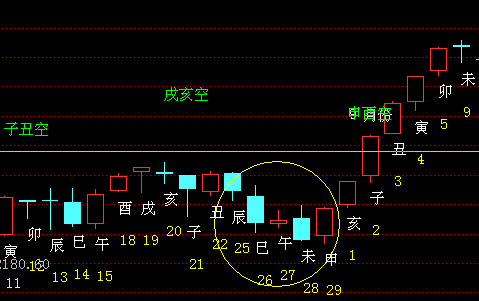 戌亥空
子丑空
申酉空
寅 卯 辰 巳 午 酉 戌 亥 子 丑 辰 巳 午 未 申 亥 子 丑 寅 卯 未
2180.60
11 12 13 14 15 18 19 20 21 22 25 26 27 28 29 1 2 3 4 5 9